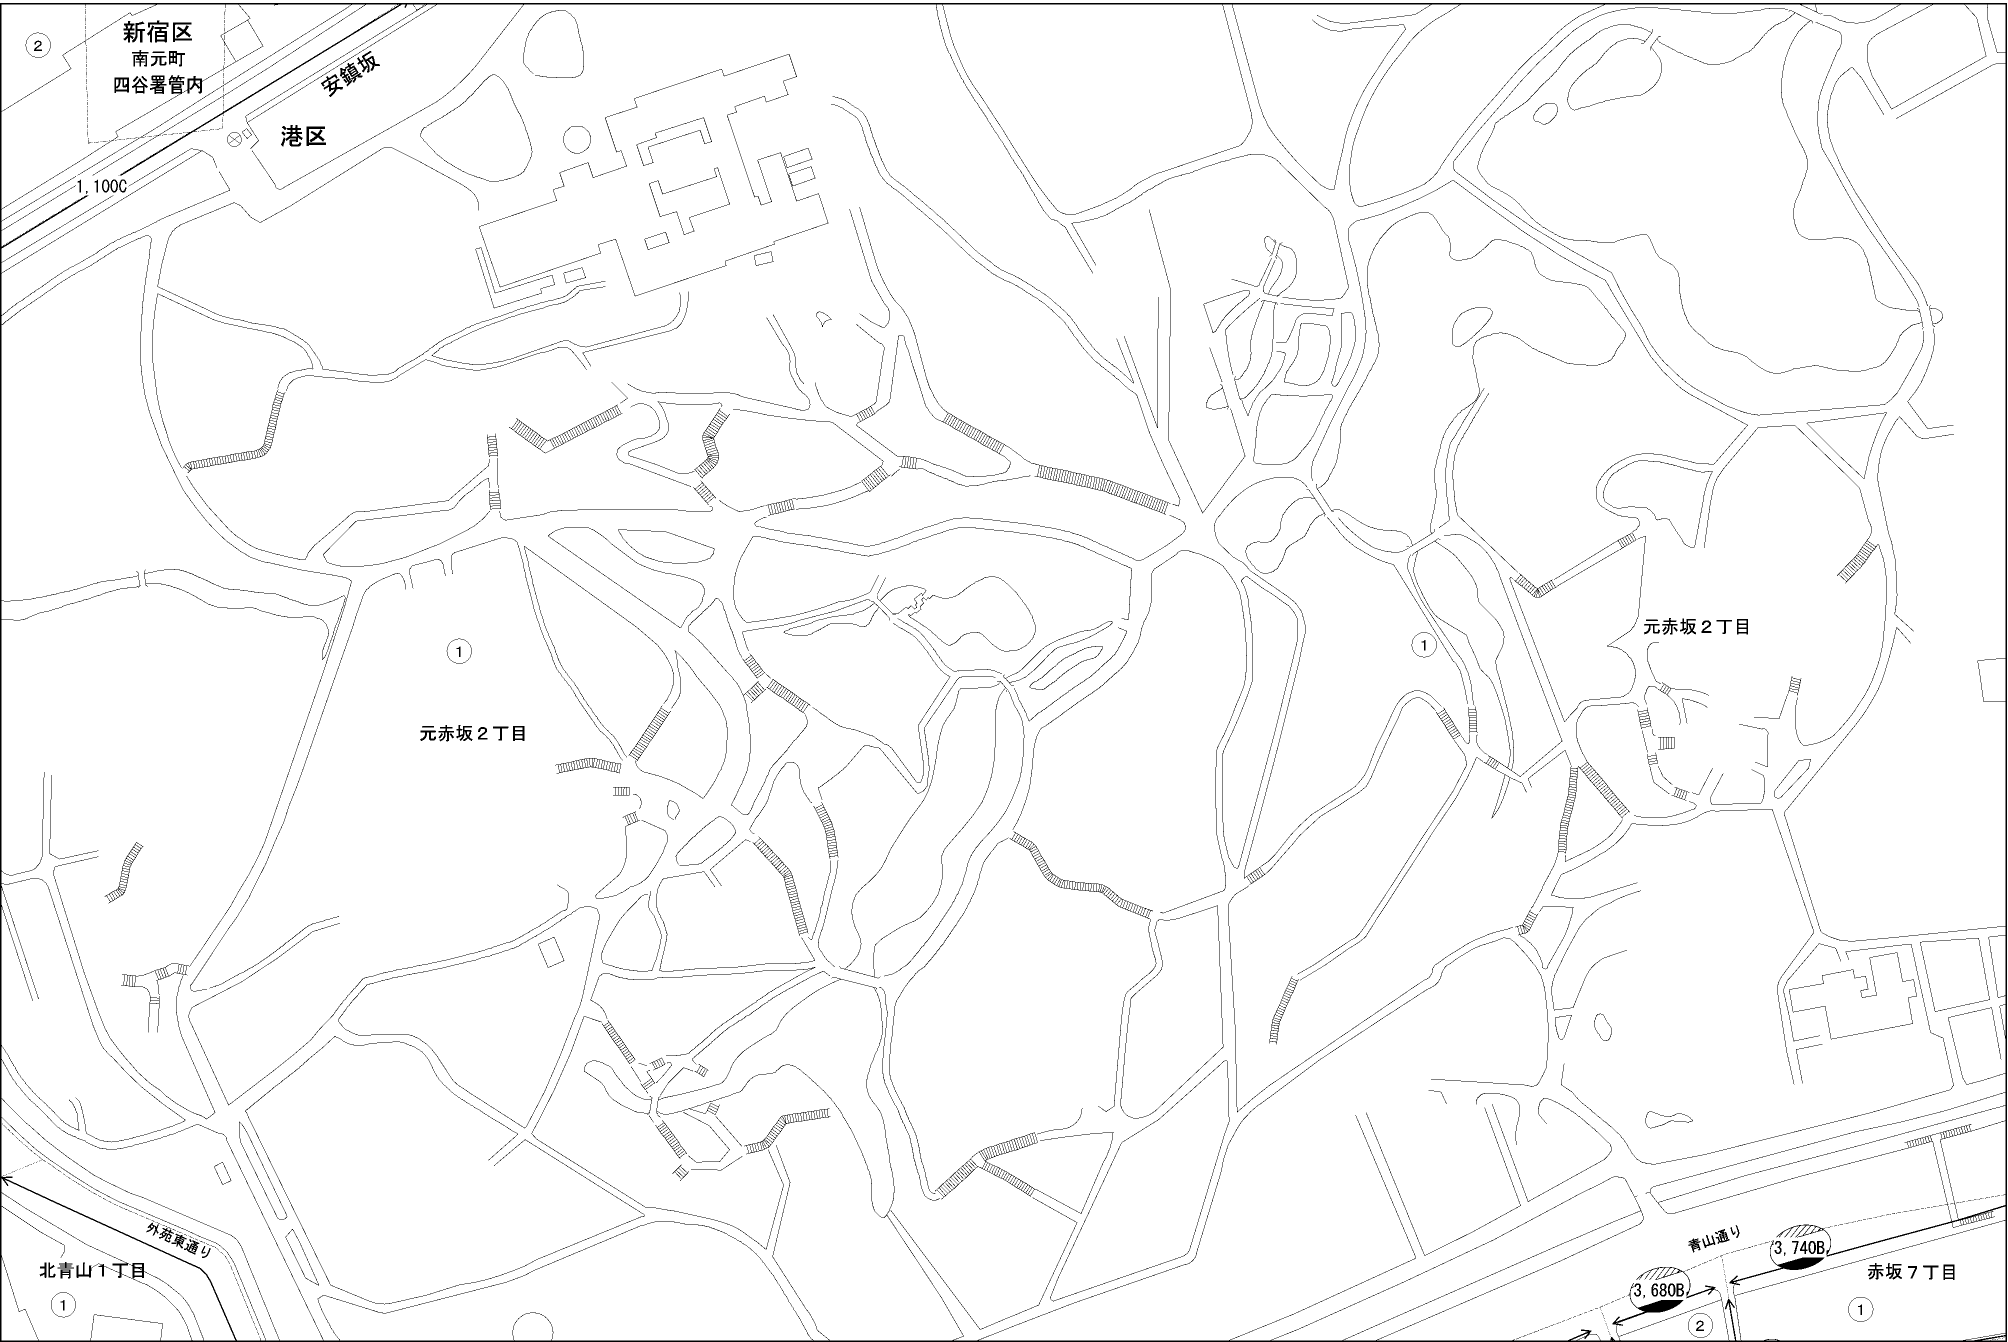 ②
新宿区
南元町
四谷署管内
安鎮坂
港区
1,100C
元赤坂2丁目
①
①
①
元赤坂2丁目
外苑東通り
北青山1丁目
①
青山通り
3,740B
3,680B
赤坂7丁目
①
②